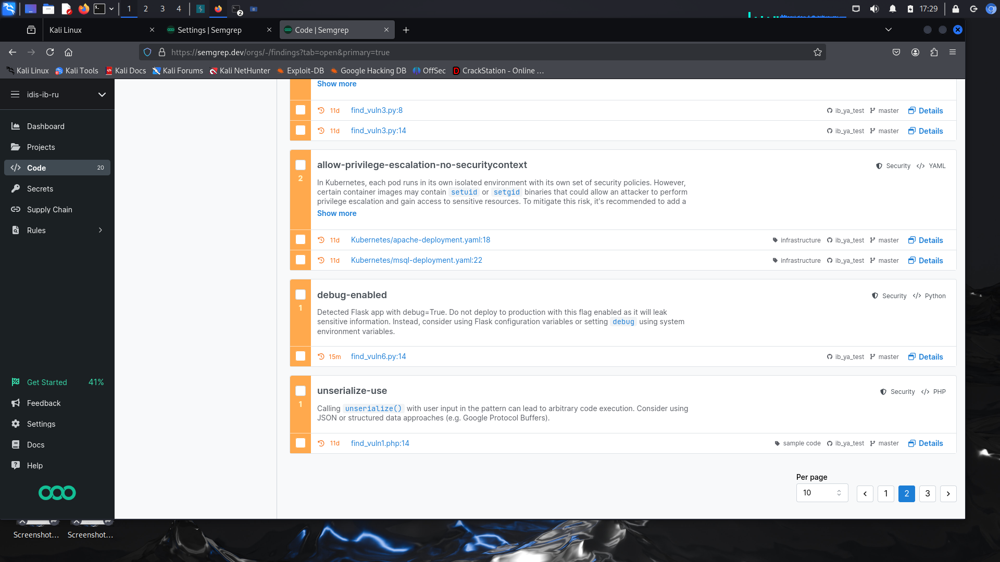 1
2
3
4
2
17:29
Kali Linux
Settings | Semgrep
Code | Semgrep
https://semgrep.dev/orgs/-/findings?tab=open&primary=true
Kali Linux
Kali Tools
Kali Docs
Kali Forums
Kali NetHunter
Exploit-DB
Google Hacking DB
OffSec
CrackStation - Online ...
idis-ib-ru
Dashboard
Projects
Code 20
Secrets
Supply Chain
Rules
Get Started 41%
Feedback
Settings
Docs
Help
Show more
11d find_vuln3.py:8 ib_ya_test master Details
11d find_vuln3.py:14 ib_ya_test master Details
allow-privilege-escalation-no-securitycontext Security YAML
2
In Kubernetes, each pod runs in its own isolated environment with its own set of security policies. However,
certain container images may contain setuid or setgid binaries that could allow an attacker to perform
privilege escalation and gain access to sensitive resources. To mitigate this risk, it's recommended to add a
Show more
11d Kubernetes/apache-deployment.yaml:18 infrastructure ib_ya_test master Details
11d Kubernetes/msql-deployment.yaml:22 infrastructure ib_ya_test master Details
debug-enabled Security Python
1
Detected Flask app with debug=True. Do not deploy to production with this flag enabled as it will leak
sensitive information. Instead, consider using Flask configuration variables or setting debug using system
environment variables.
15m find_vuln6.py:14 ib_ya_test master Details
unserialize-use Security PHP
1
Calling unserialize() with user input in the pattern can lead to arbitrary code execution. Consider using
JSON or structured data approaches (e.g. Google Protocol Buffers).
11d find_vuln1.php:14 sample code ib_ya_test master Details
Per page
10
1
2
3
Screenshot...
Screenshot...